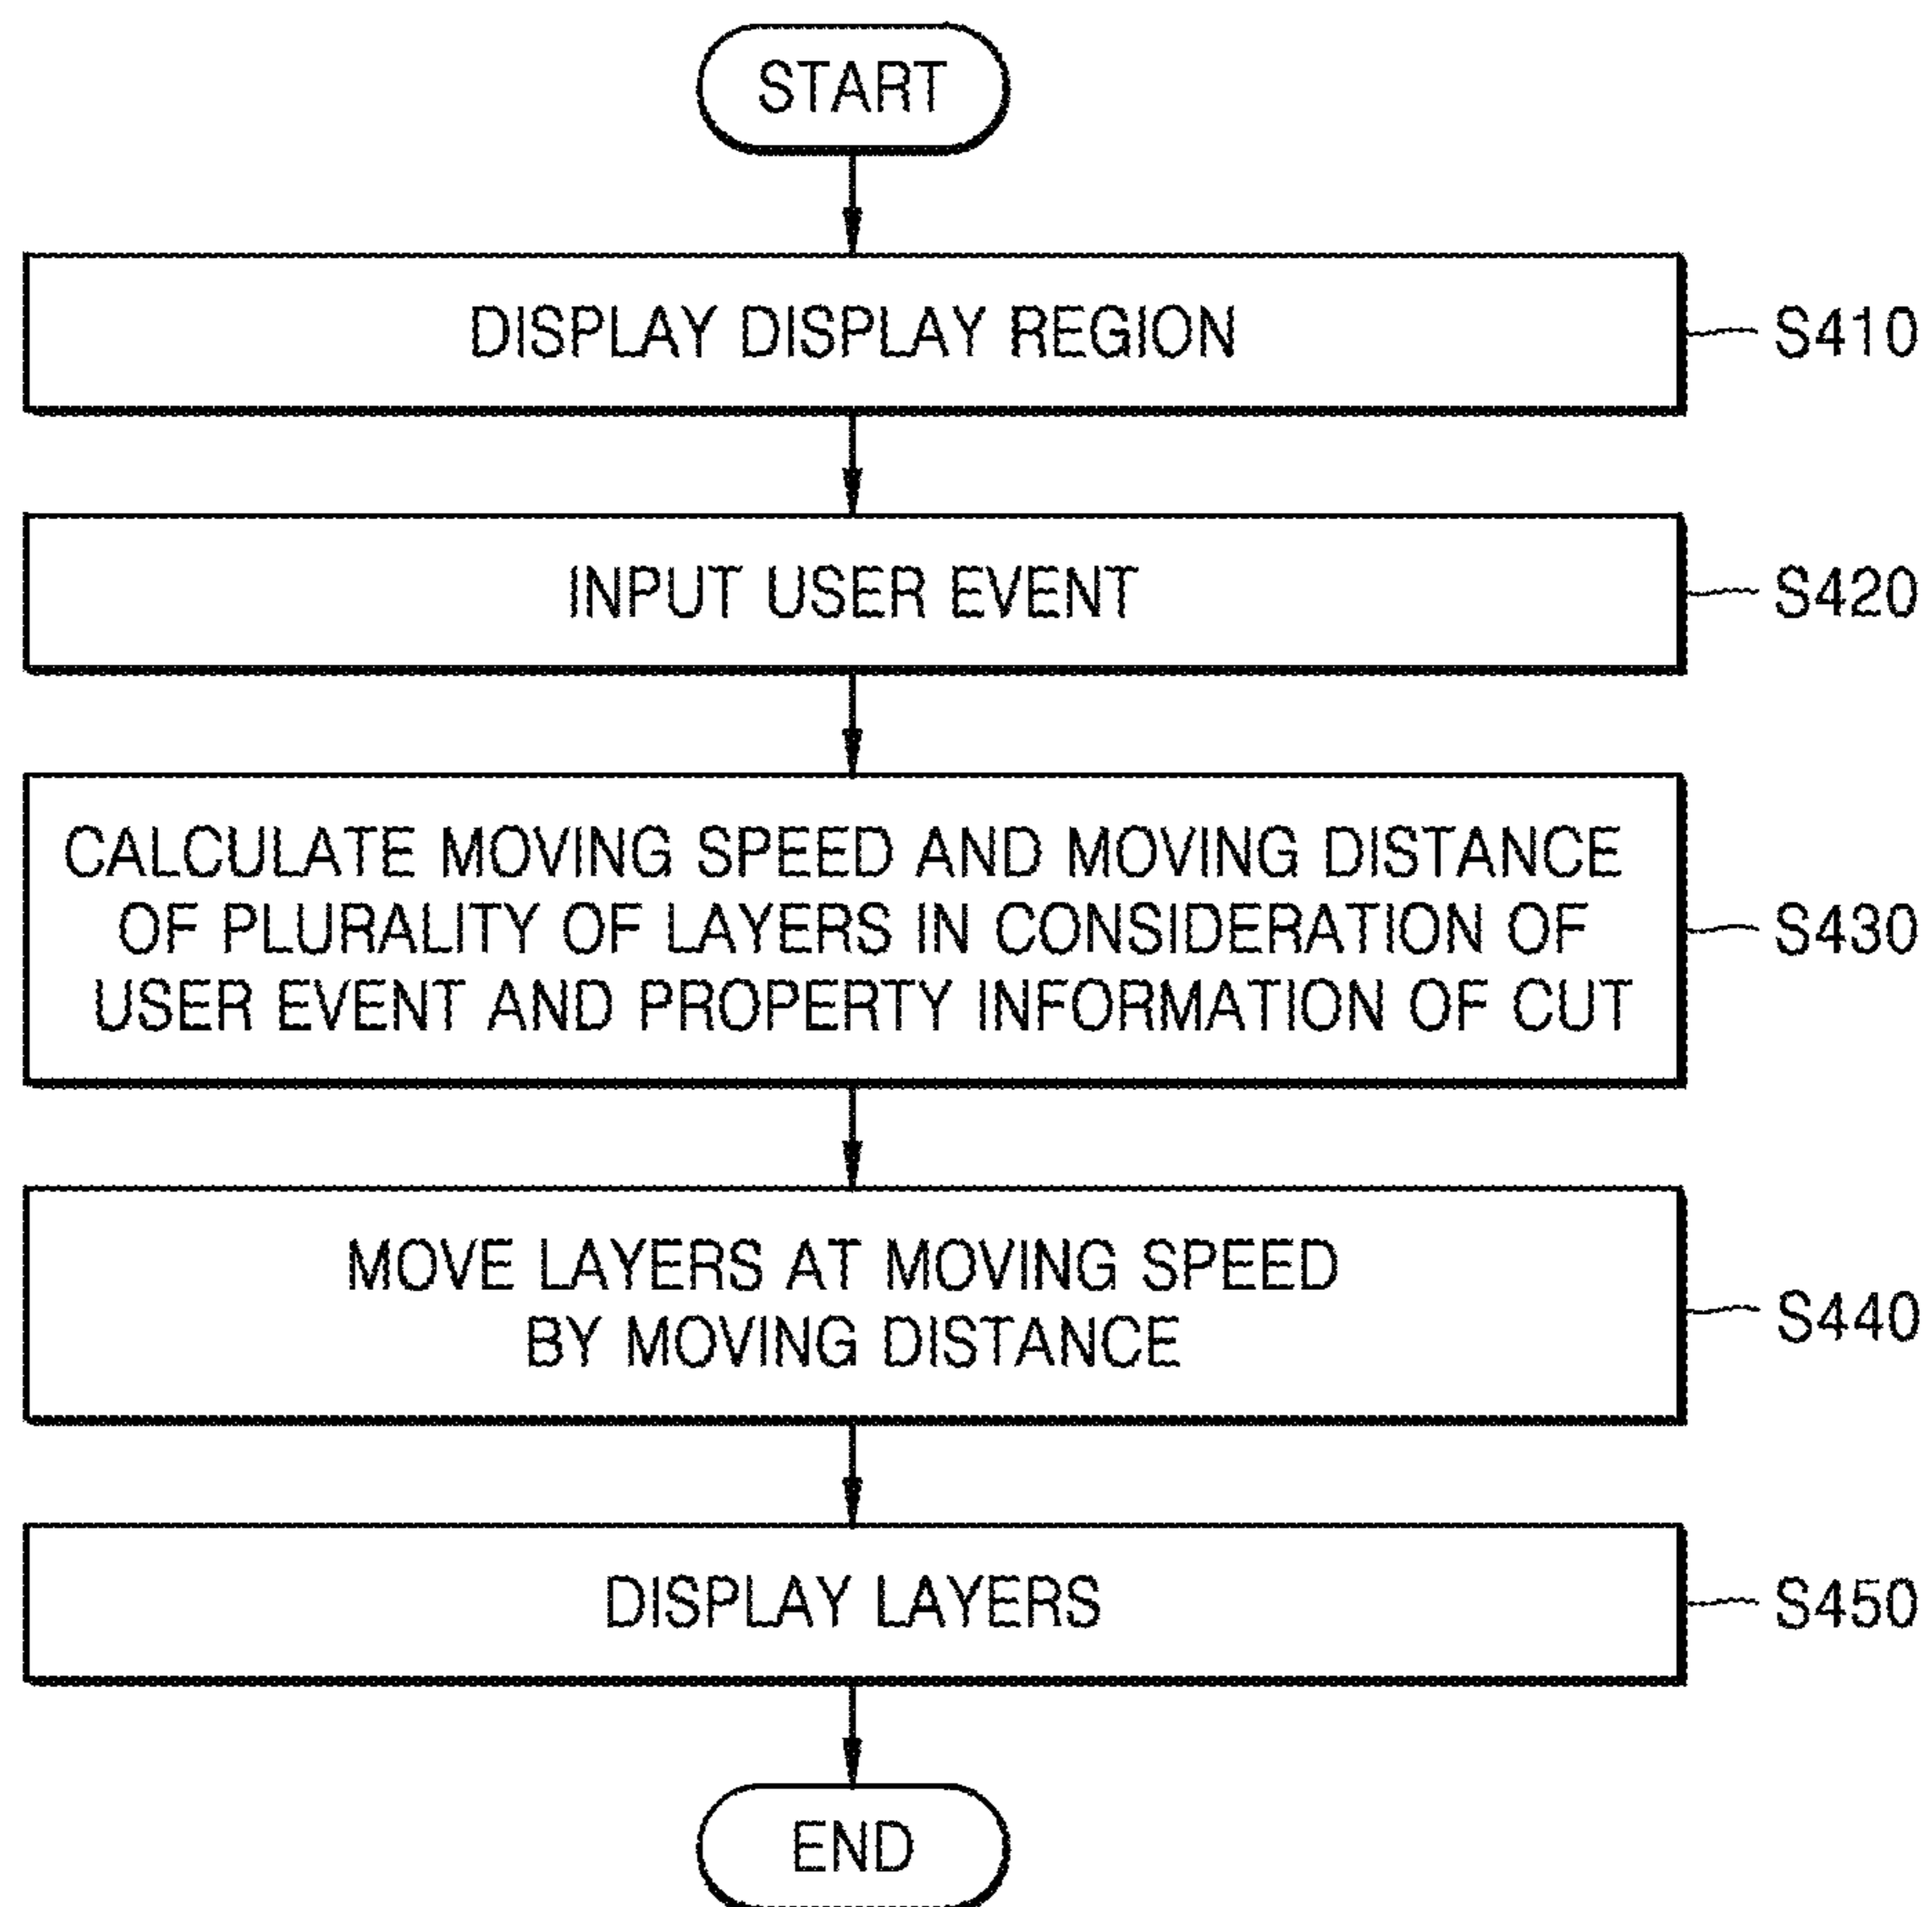 START
DISPLAY DISPLAY REGION
S410
INPUT USER EVENT
S420
CALCULATE MOVING SPEED AND MOVING DISTANCE
OF PLURALITY OF LAYERS IN CONSIDERATION OF
USER EVENT AND PROPERTY INFORMATION OF CUT
S430
MOVE LAYERS AT MOVING SPEED
BY MOVING DISTANCE
S440
DISPLAY LAYERS
S450
END